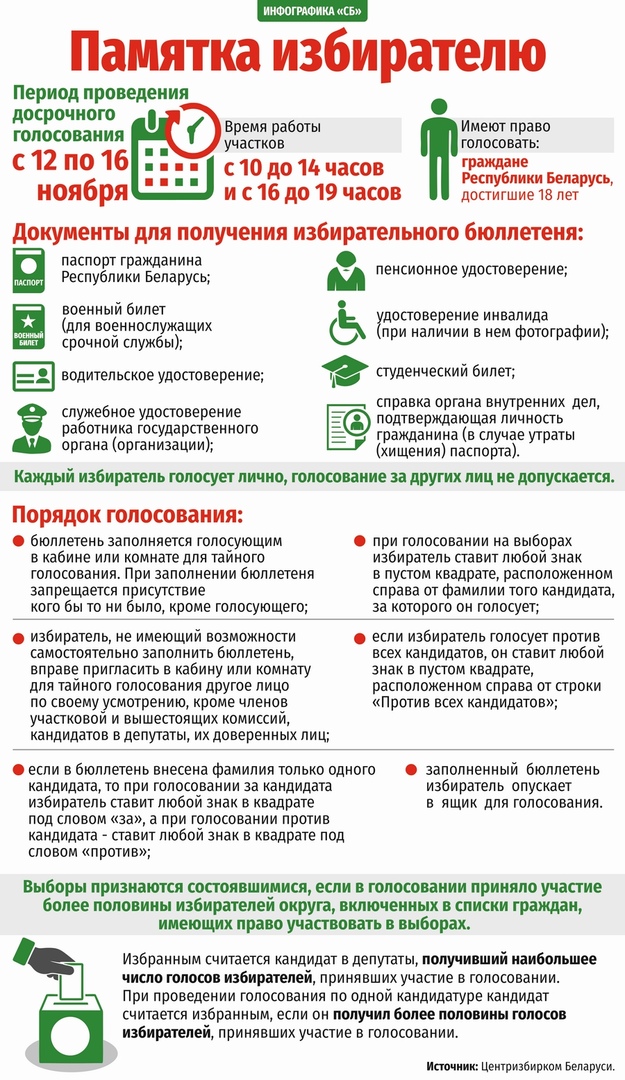 ИНФОГРАФИКА «СБ»
Памятка избирателю
Период проведения
досрочного
голосования
с 12 по 16
ноября
Время работы
участков
с 10 до 14 часов
и с 16 до 19 часов
Имеют право
голосовать:
граждане
Республики Беларусь,
достигшие 18 лет
Документы для получения избирательного бюллетеня:
ПАСПОРТ
паспорт гражданина
Республики Беларусь;
ВОЕННЫЙ
БИЛЕТ
военный билет
(для военнослужащих
срочной службы);
водительское удостоверение;
служебное удостоверение
работника государственного
органа (организации);
пенсионное удостоверение;
удостоверение инвалида
(при наличии в нем фотографии);
студенческий билет;
справка органа внутренних дел,
подтверждающая личность
гражданина (в случае утраты
(хищения) паспорта).
Каждый избиратель голосует лично, голосование за других лиц не допускается.
Порядок голосования:
бюллетень заполняется голосующим
в кабине или комнате для тайного
голосования. При заполнении бюллетеня
запрещается присутствие
кого бы то ни было, кроме голосующего;
при голосовании на выборах
избиратель ставит любой знак
в пустом квадрате, расположенном
справа от фамилии того кандидата,
за которого он голосует;
избиратель, не имеющий возможности
самостоятельно заполнить бюллетень,
вправе пригласить в кабину или комнату
для тайного голосования другое лицо
по своему усмотрению, кроме членов
участковой и вышестоящих комиссий,
кандидатов в депутаты, их доверенных лиц;
если избиратель голосует против
всех кандидатов, он ставит любой
знак в пустом квадрате,
расположенном справа от строки
«Против всех кандидатов»;
если в бюллетень внесена фамилия только одного
кандидата, то при голосовании за кандидата
избиратель ставит любой знак в квадрате
под словом «за», а при голосовании против
кандидата - ставит любой знак в квадрате под
словом «против»;
заполненный бюллетень
избиратель опускает
в ящик для голосования.
Выборы признаются состоявшимися, если в голосовании приняло участие
более половины избирателей округа, включенных в списки граждан,
имеющих право участвовать в выборах.
Избранным считается кандидат в депутаты, получивший наибольшее
число голосов избирателей, принявших участие в голосовании.
При проведении голосования по одной кандидатуре кандидат
считается избранным, если он получил более половины голосов
избирателей, принявших участие в голосовании.
Источник: Центризбирком Беларуси.